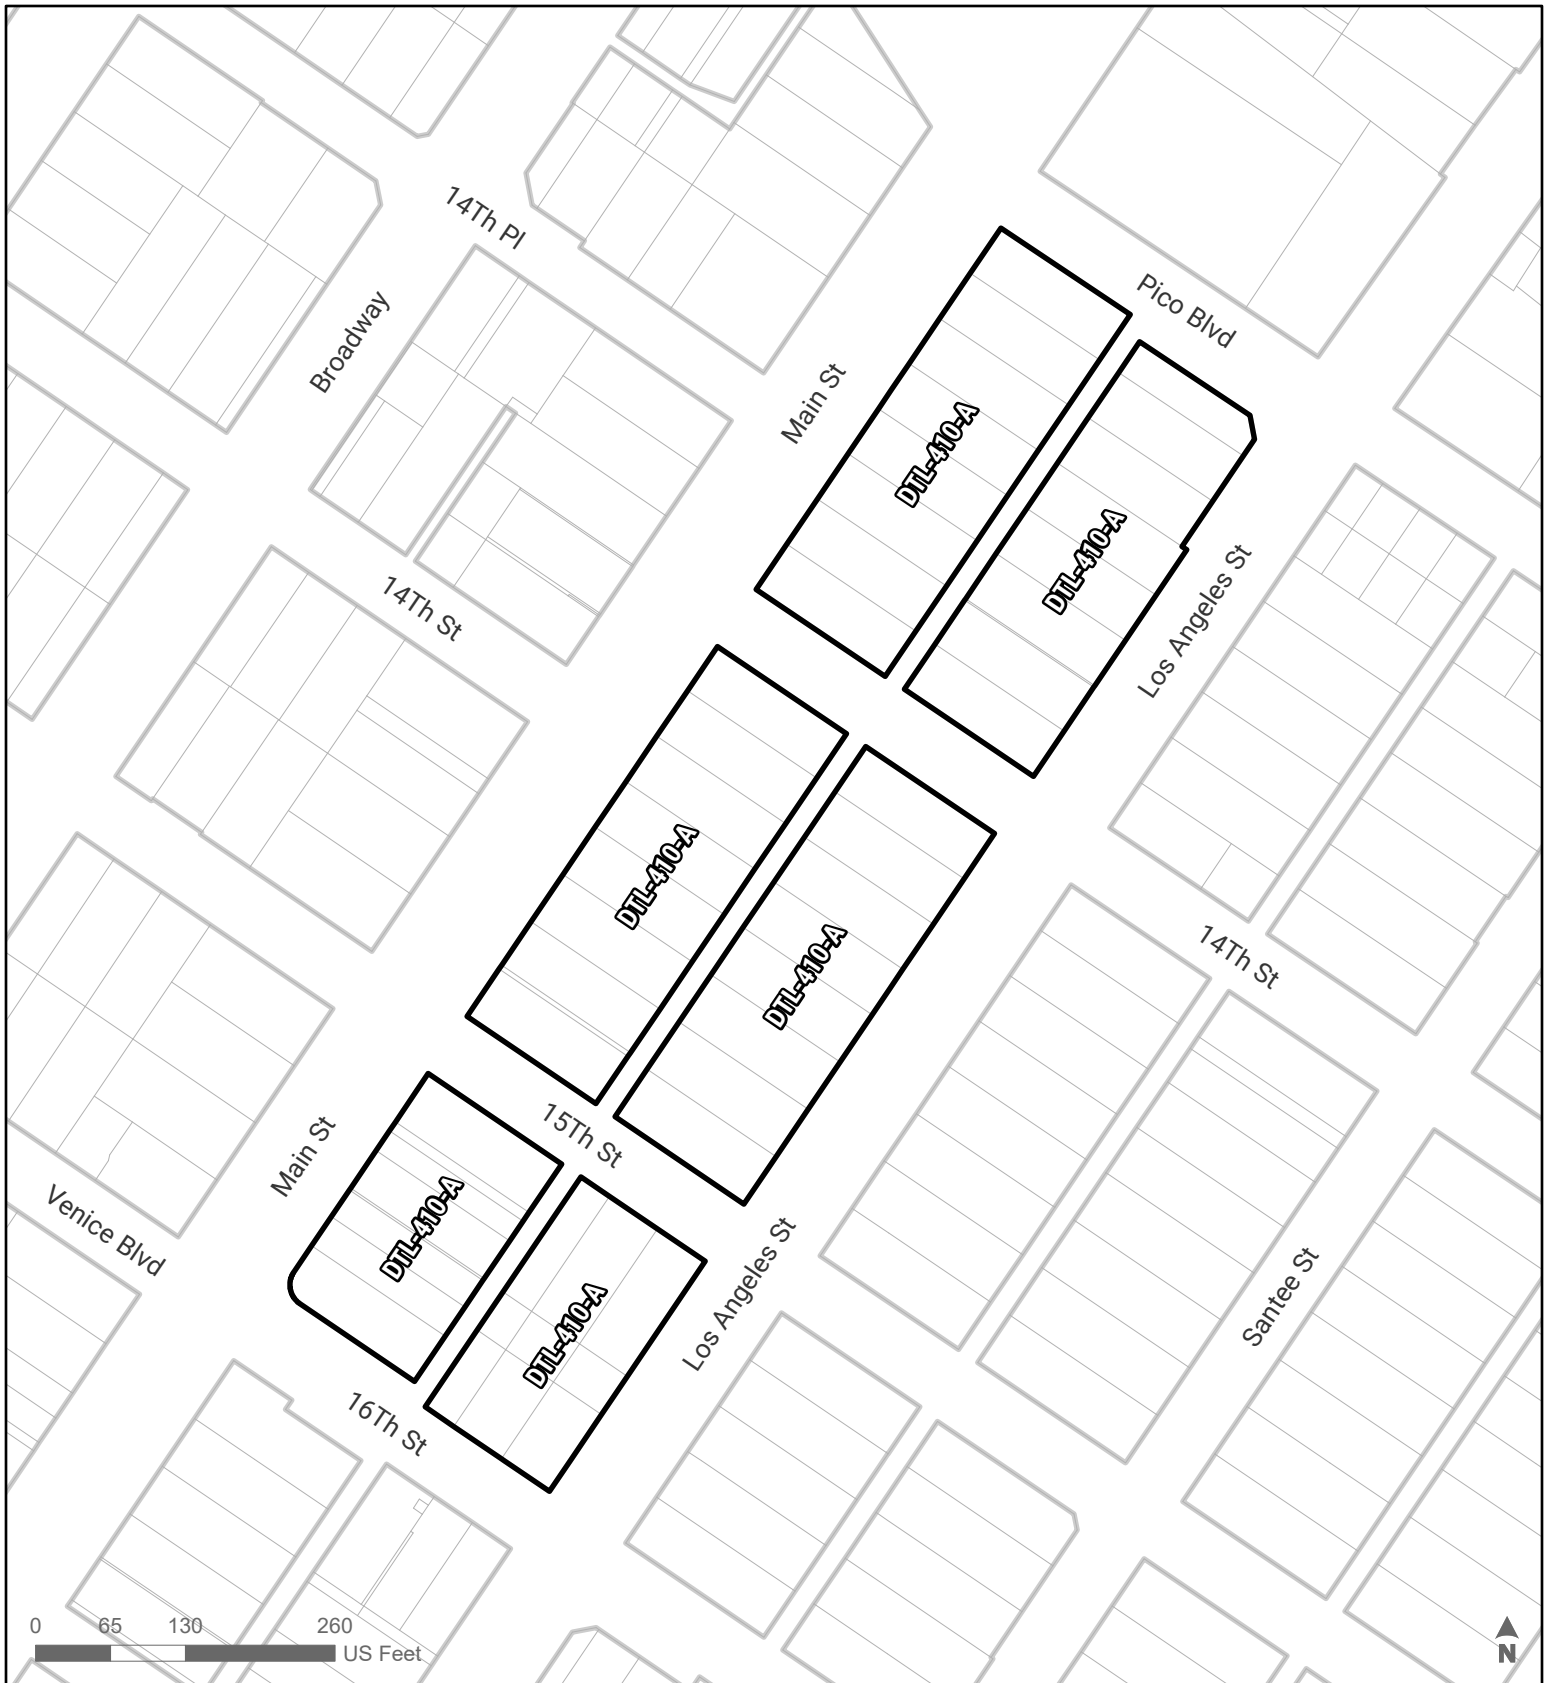 14Th Pl
Pico Blvd
Broadway
Main St
DTL-410-A
DTL-410-A
Los Angeles St
14Th St
DTL-410-A
DTL-410-A
14Th St
15Th St
Main St
DTL-410-A
Venice Blvd
DTL-410-A
Los Angeles St
Santee St
16Th St
0 65 130 260
US Feet
N